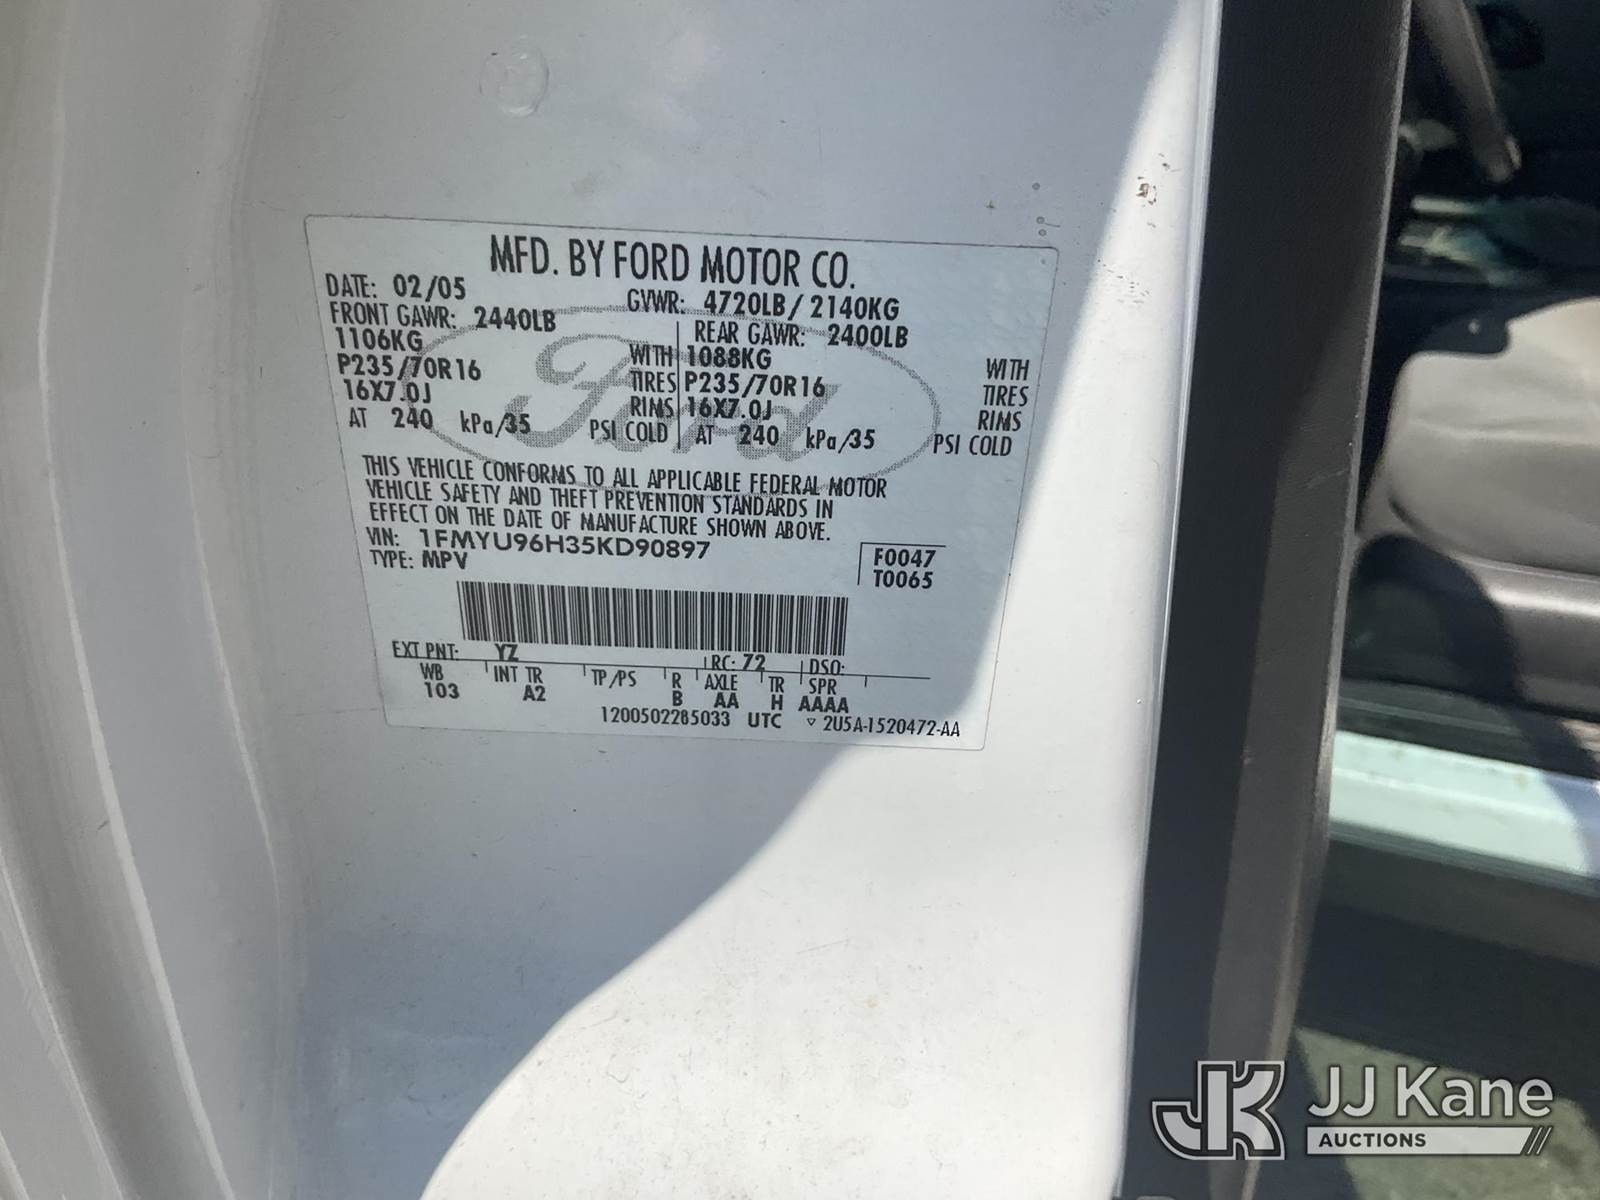 MFD. BY FORD MOTOR CO.
DATE: 02/05 GVWR: 4720LB/ 2140KG
FRONT GAWR: 2440LB REAR GAWR: 2400LB
1106KG WITH 1088KG WITH
P235/70R16 TIRES P235/70R16 TIRES
16X7.0J RIMS 16X7.0J RIMS
AT 240 kPa/35 PSI COLD AT 240 kPa/35 PSI COLD
Ford
THIS VEHICLE CONFORMS TO ALL APPLICABLE FEDERAL MOTOR
VEHICLE SAFETY AND THEFT PREVENTION STANDARDS IN
EFFECT ON THE DATE OF MANUFACTURE SHOWN ABOVE.
VIN: 1FMYU96H35KD90897
TYPE: MPV
F0047
T0065
EXT PNT: YZ RC: 72 DSO:
WB INT TR TP/PS R AXLE TR SPR
103 A2 B AA H AAAA
1200502285033 UTC ▽ 2U5A-1520472-AA
JK JJ Kane
AUCTIONS